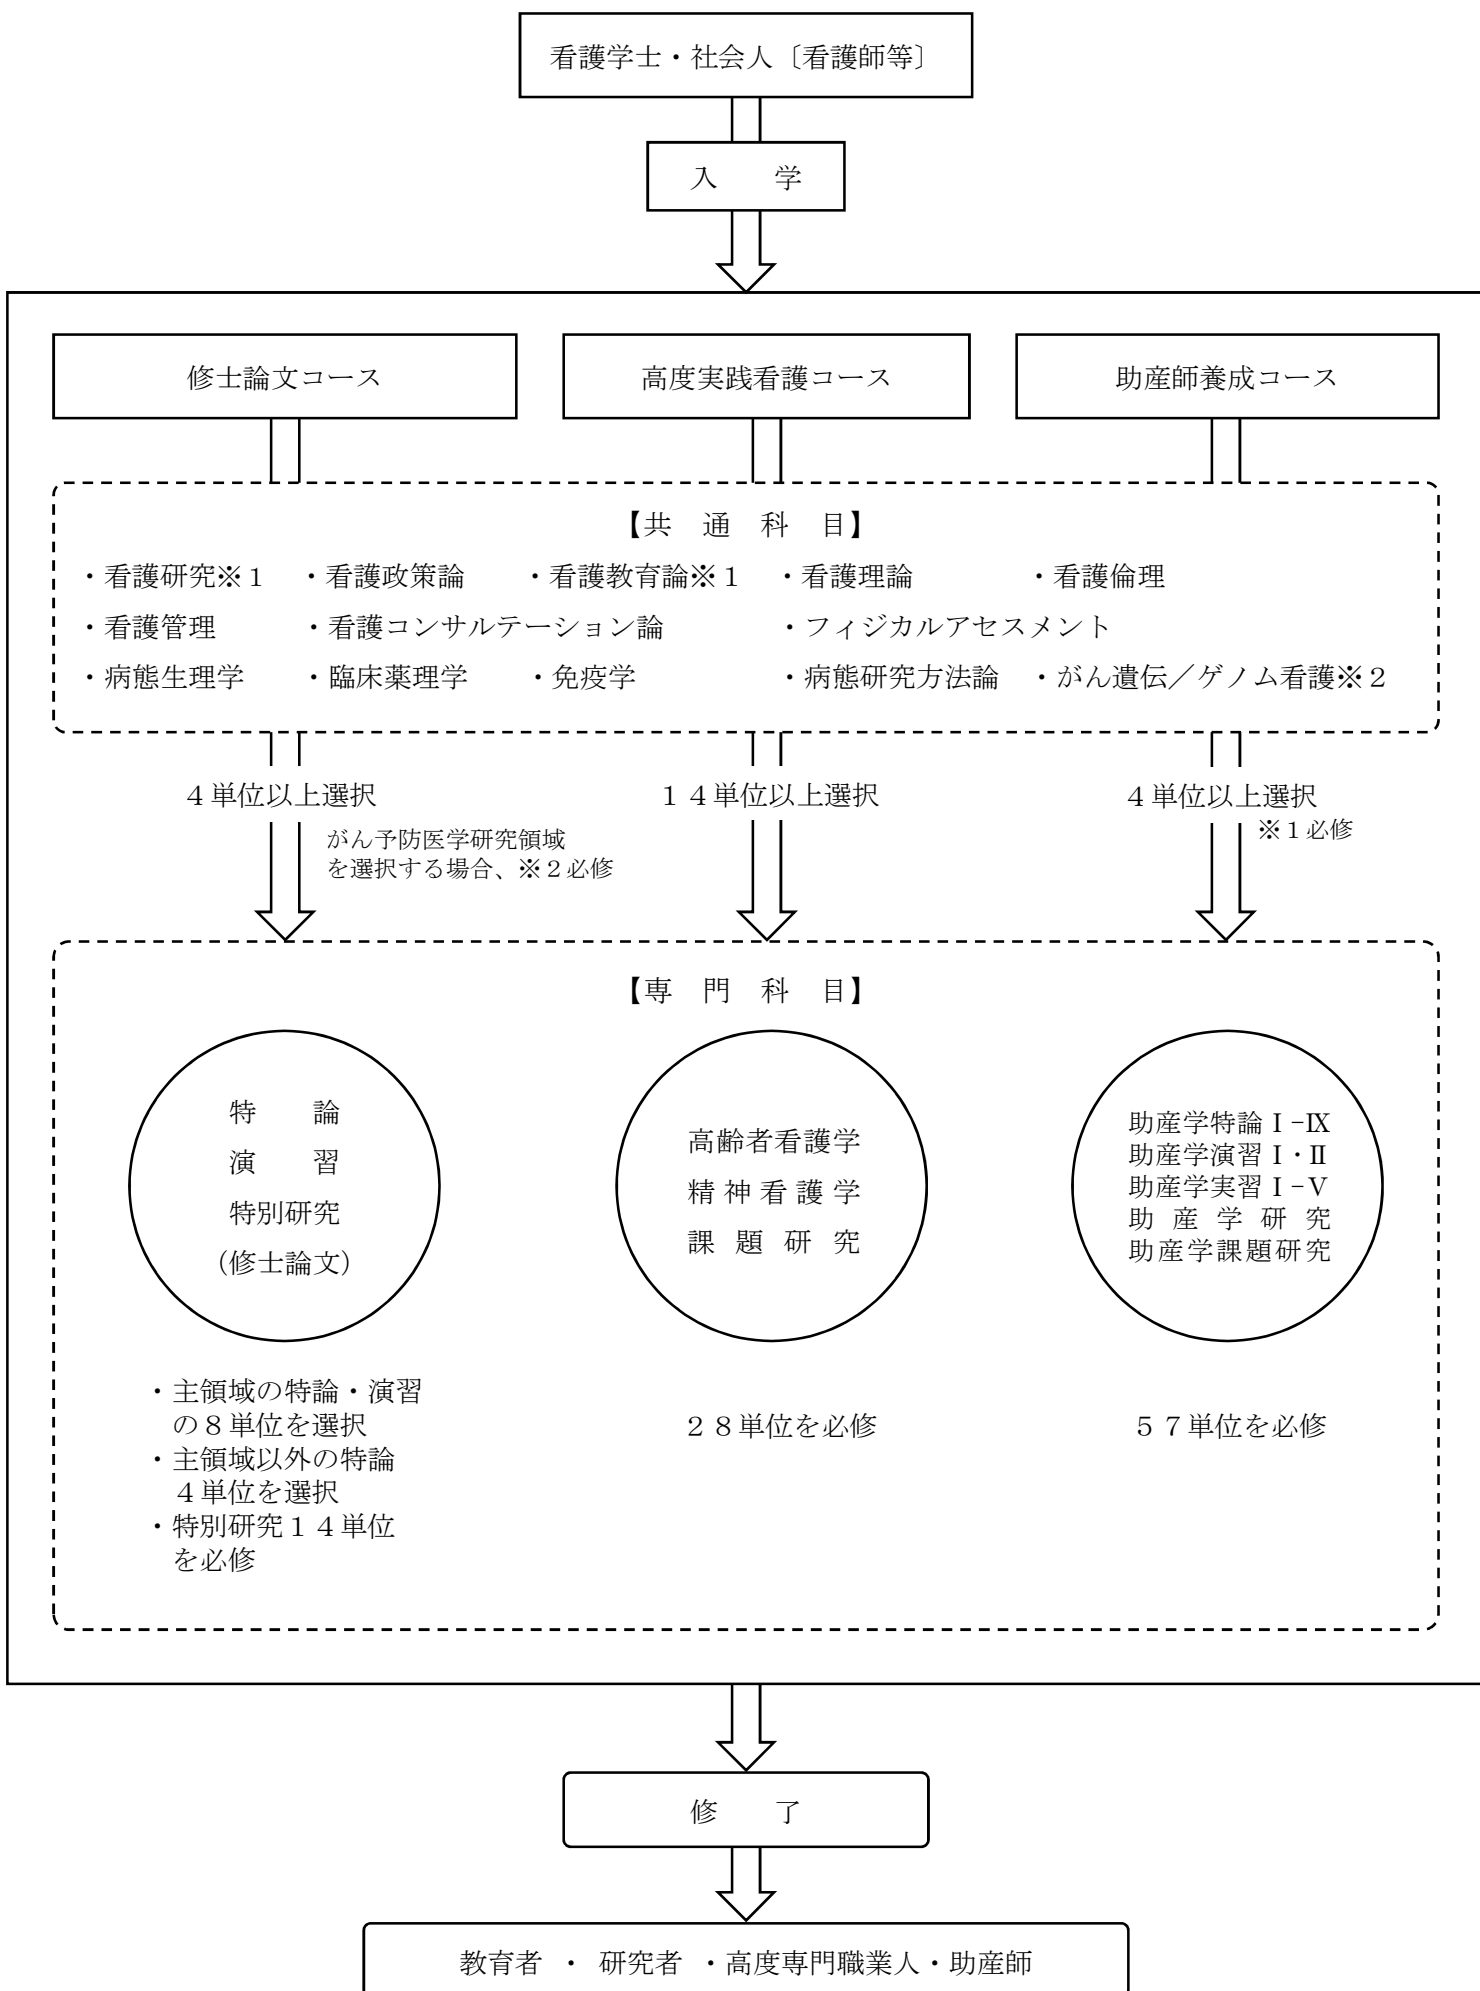 看護学士・社会人〔看護師等〕
入　　学
修士論文コース
高度実践看護コース
助産師養成コース
【共　通　科　目】
・看護研究※１　・看護政策論　・看護教育論※１　・看護理論　・看護倫理
・看護管理　・看護コンサルテーション論　・フィジカルアセスメント
・病態生理学　・臨床薬理学　・免疫学　・病態研究方法論　・がん遺伝／ゲノム看護※２
４単位以上選択
がん予防医学研究領域
を選択する場合、※２必修
１４単位以上選択
４単位以上選択
※１必修
【専　門　科　目】
特　　論
演　　習
特別研究
（修士論文）
高齢者看護学
精神看護学
課題研究
助産学特論Ⅰ-Ⅸ
助産学演習Ⅰ・Ⅱ
助産学実習Ⅰ-Ⅴ
助産学研究
助産学課題研究
・主領域の特論・演習
の８単位を選択
・主領域以外の特論
４単位を選択
・特別研究１４単位
を必修
２８単位を必修
５７単位を必修
修　　了
教育者 ・ 研究者 ・高度専門職業人・助産師